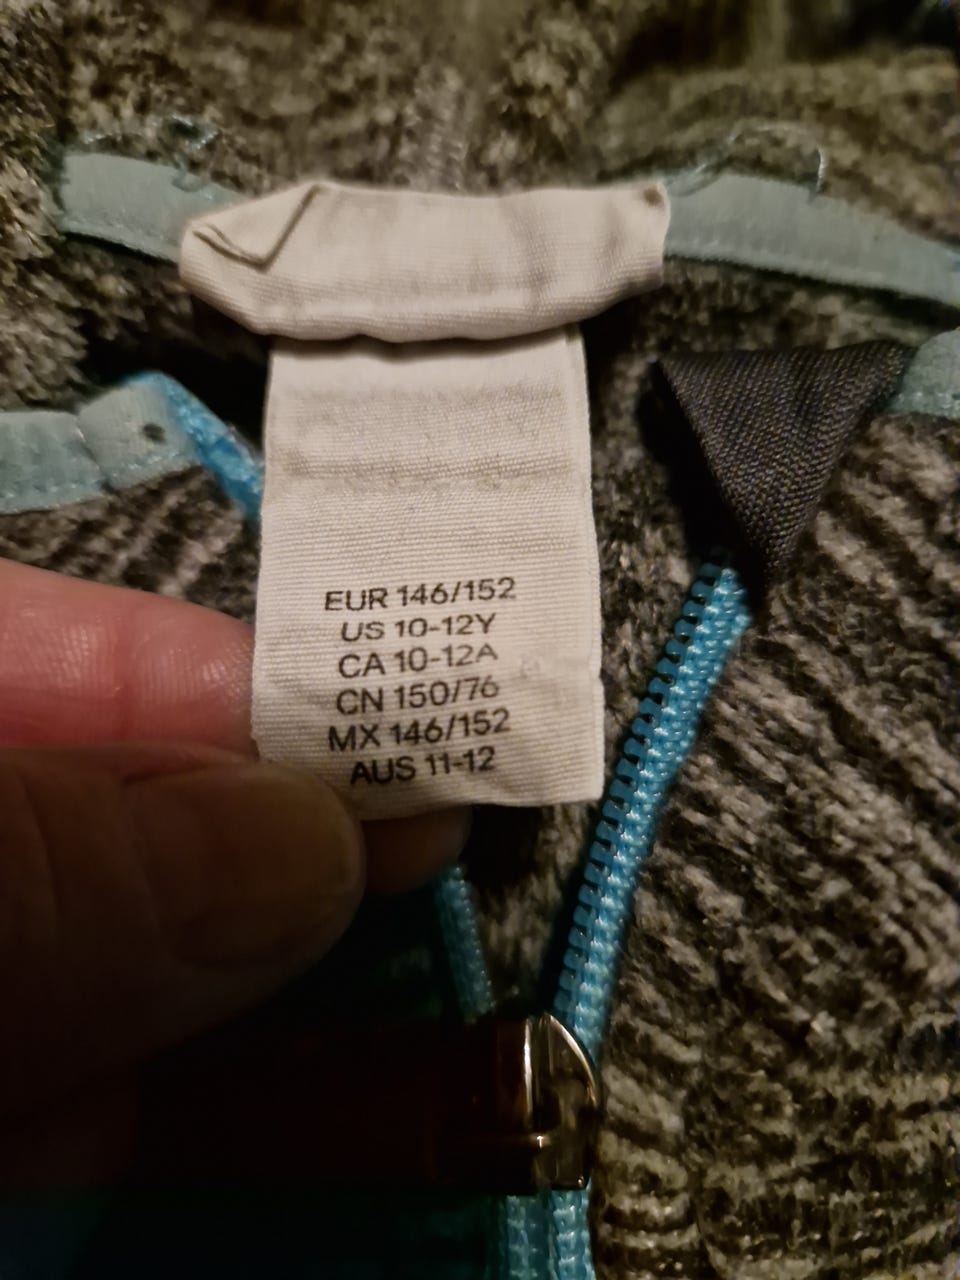 EUR 146/152
US 10-12Y
CA 10-12A
CN 150/76
MX 146/152
AUS 11-12